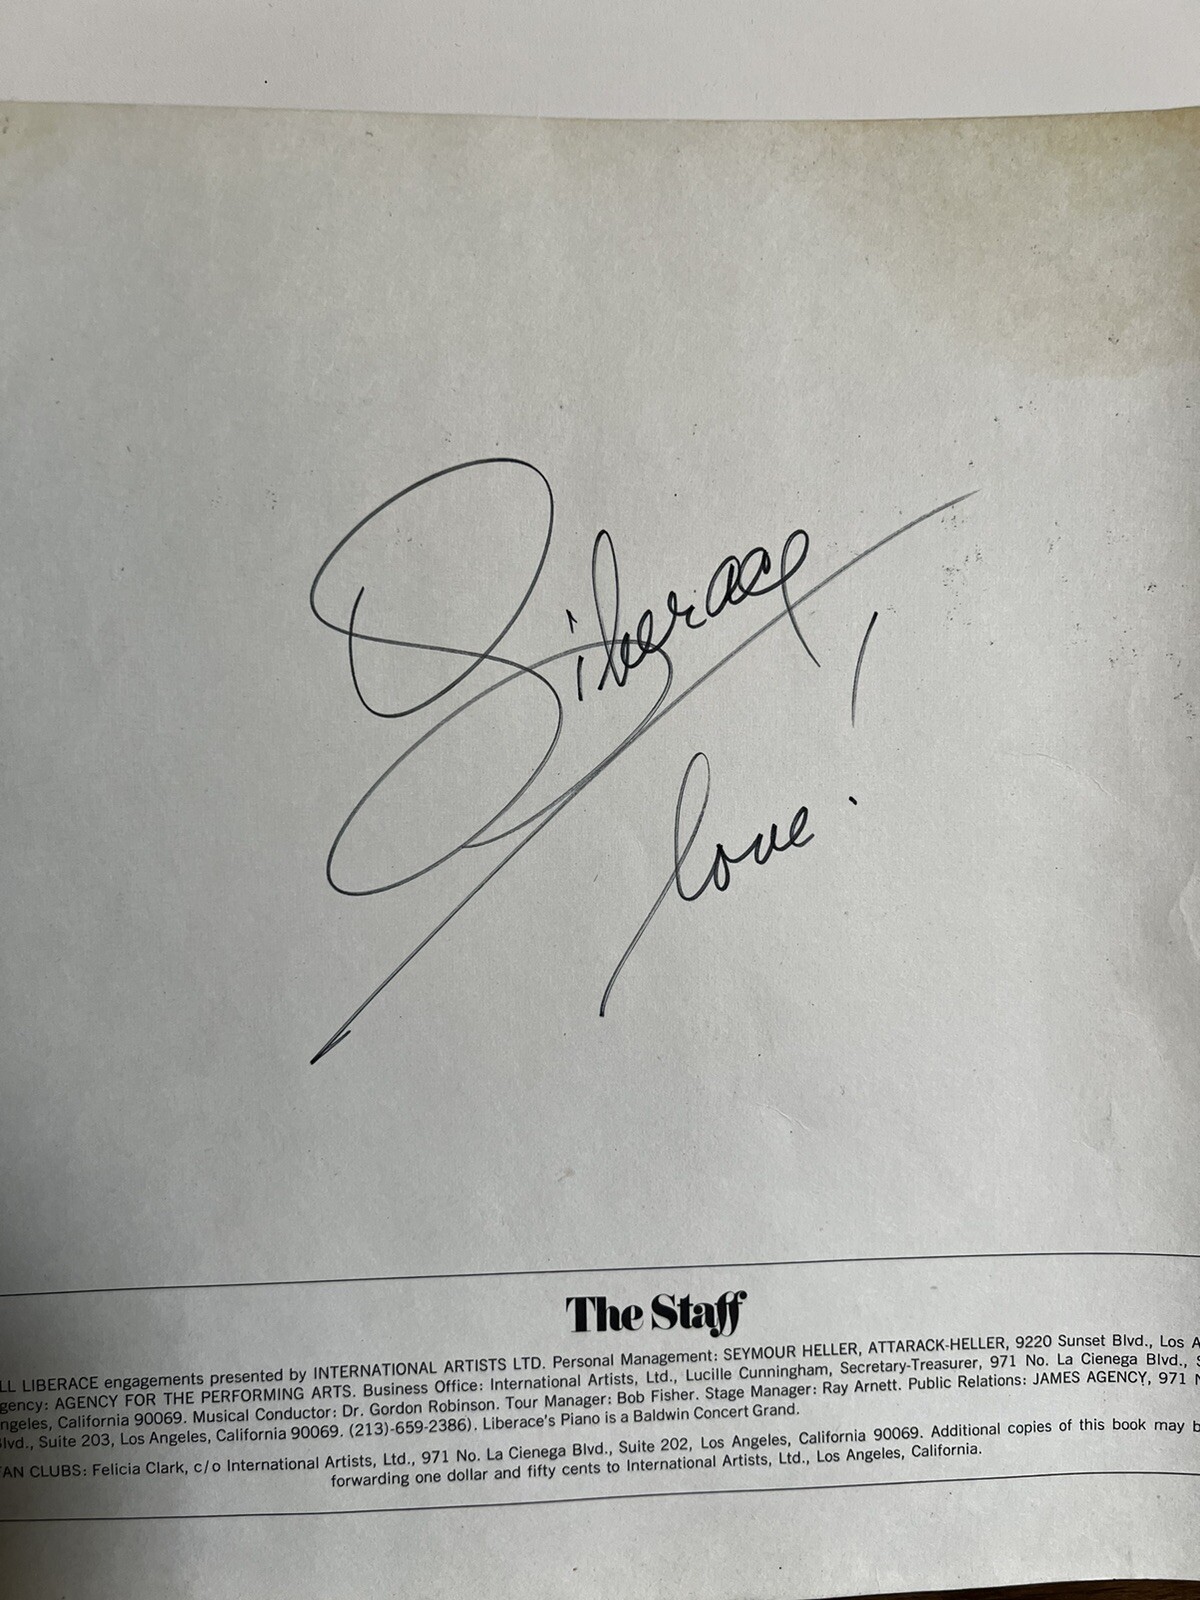 Liberace
love!
The Staff
LL LIBERACE engagements presented by INTERNATIONAL ARTISTS LTD. Personal Management: SEYMOUR HELLER, ATTARACK-HELLER, 9220 Sunset Blvd., Los A
gency: AGENCY FOR THE PERFORMING ARTS. Business Office: International Artists, Ltd., Lucille Cunningham, Secretary-Treasurer, 971 No. La Cienega Blvd., S
ngeles, California 90069. Musical Conductor: Dr. Gordon Robinson. Tour Manager: Bob Fisher. Stage Manager: Ray Arnett. Public Relations: JAMES AGENCY, 971 N
lvd., Suite 203, Los Angeles, California 90069. (213)-659-2386). Liberace's Piano is a Baldwin Concert Grand.
AN CLUBS: Felicia Clark, c/o International Artists, Ltd., 971 No. La Cienega Blvd., Suite 202, Los Angeles, California 90069. Additional copies of this book may b
forwarding one dollar and fifty cents to International Artists, Ltd., Los Angeles, California.